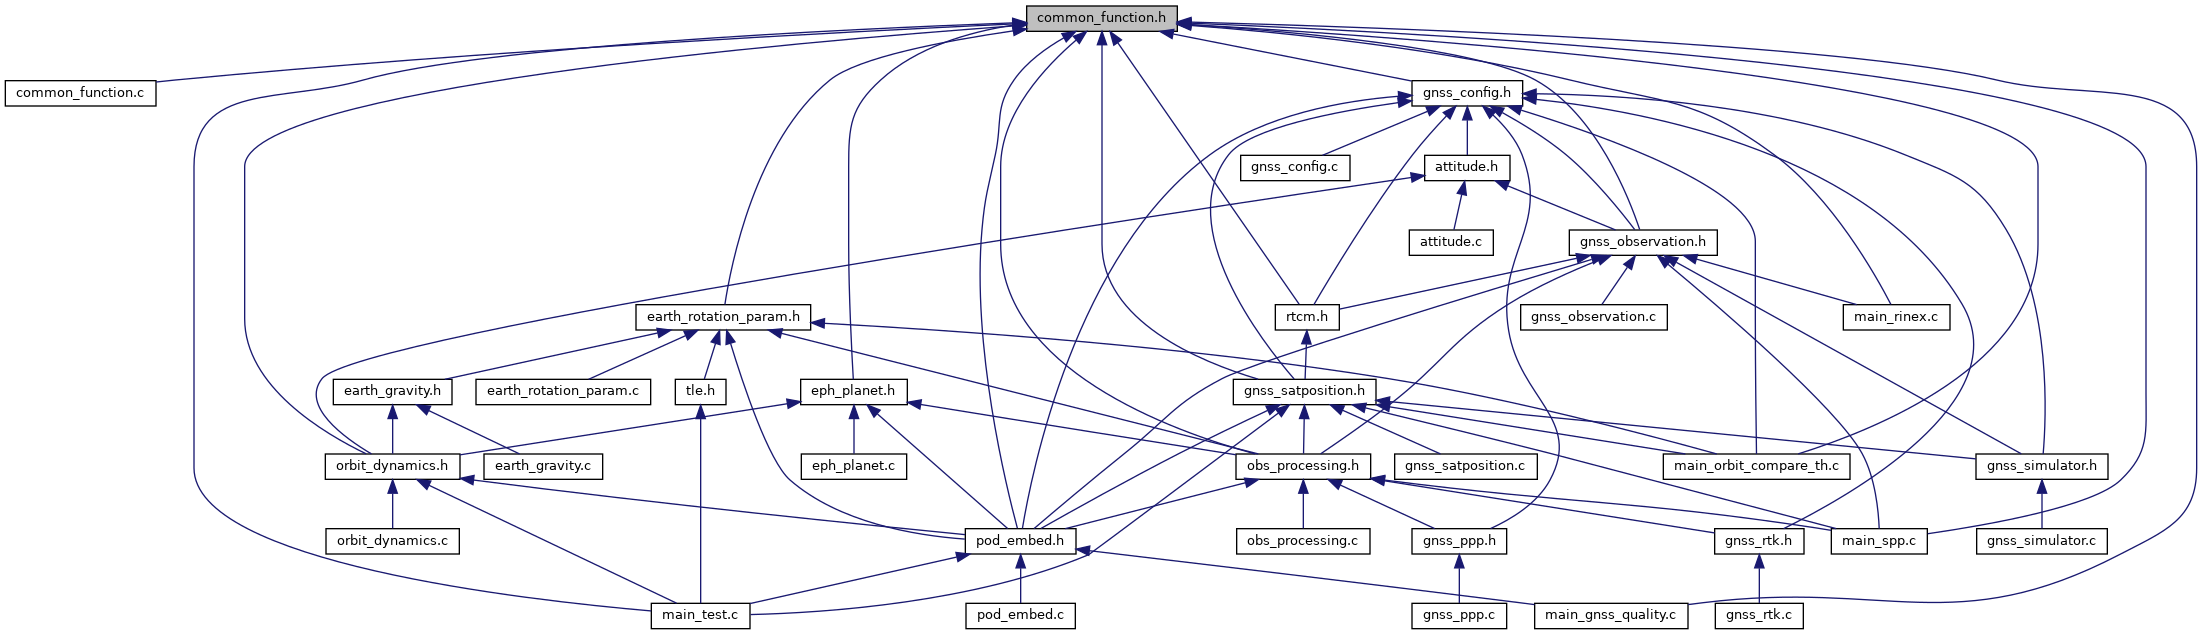 common_function.h
common_function.c
gnss_config.h
gnss_config.c
attitude.h
attitude.c
gnss_observation.h
earth_rotation_param.h
rtcm.h
gnss_observation.c
main_rinex.c
earth_gravity.h
earth_rotation_param.c
tle.h
eph_planet.h
gnss_satposition.h
orbit_dynamics.h
earth_gravity.c
eph_planet.c
obs_processing.h
gnss_satposition.c
main_orbit_compare_th.c
gnss_simulator.h
orbit_dynamics.c
pod_embed.h
obs_processing.c
gnss_ppp.h
gnss_rtk.h
main_spp.c
gnss_simulator.c
main_test.c
pod_embed.c
gnss_ppp.c
main_gnss_quality.c
gnss_rtk.c